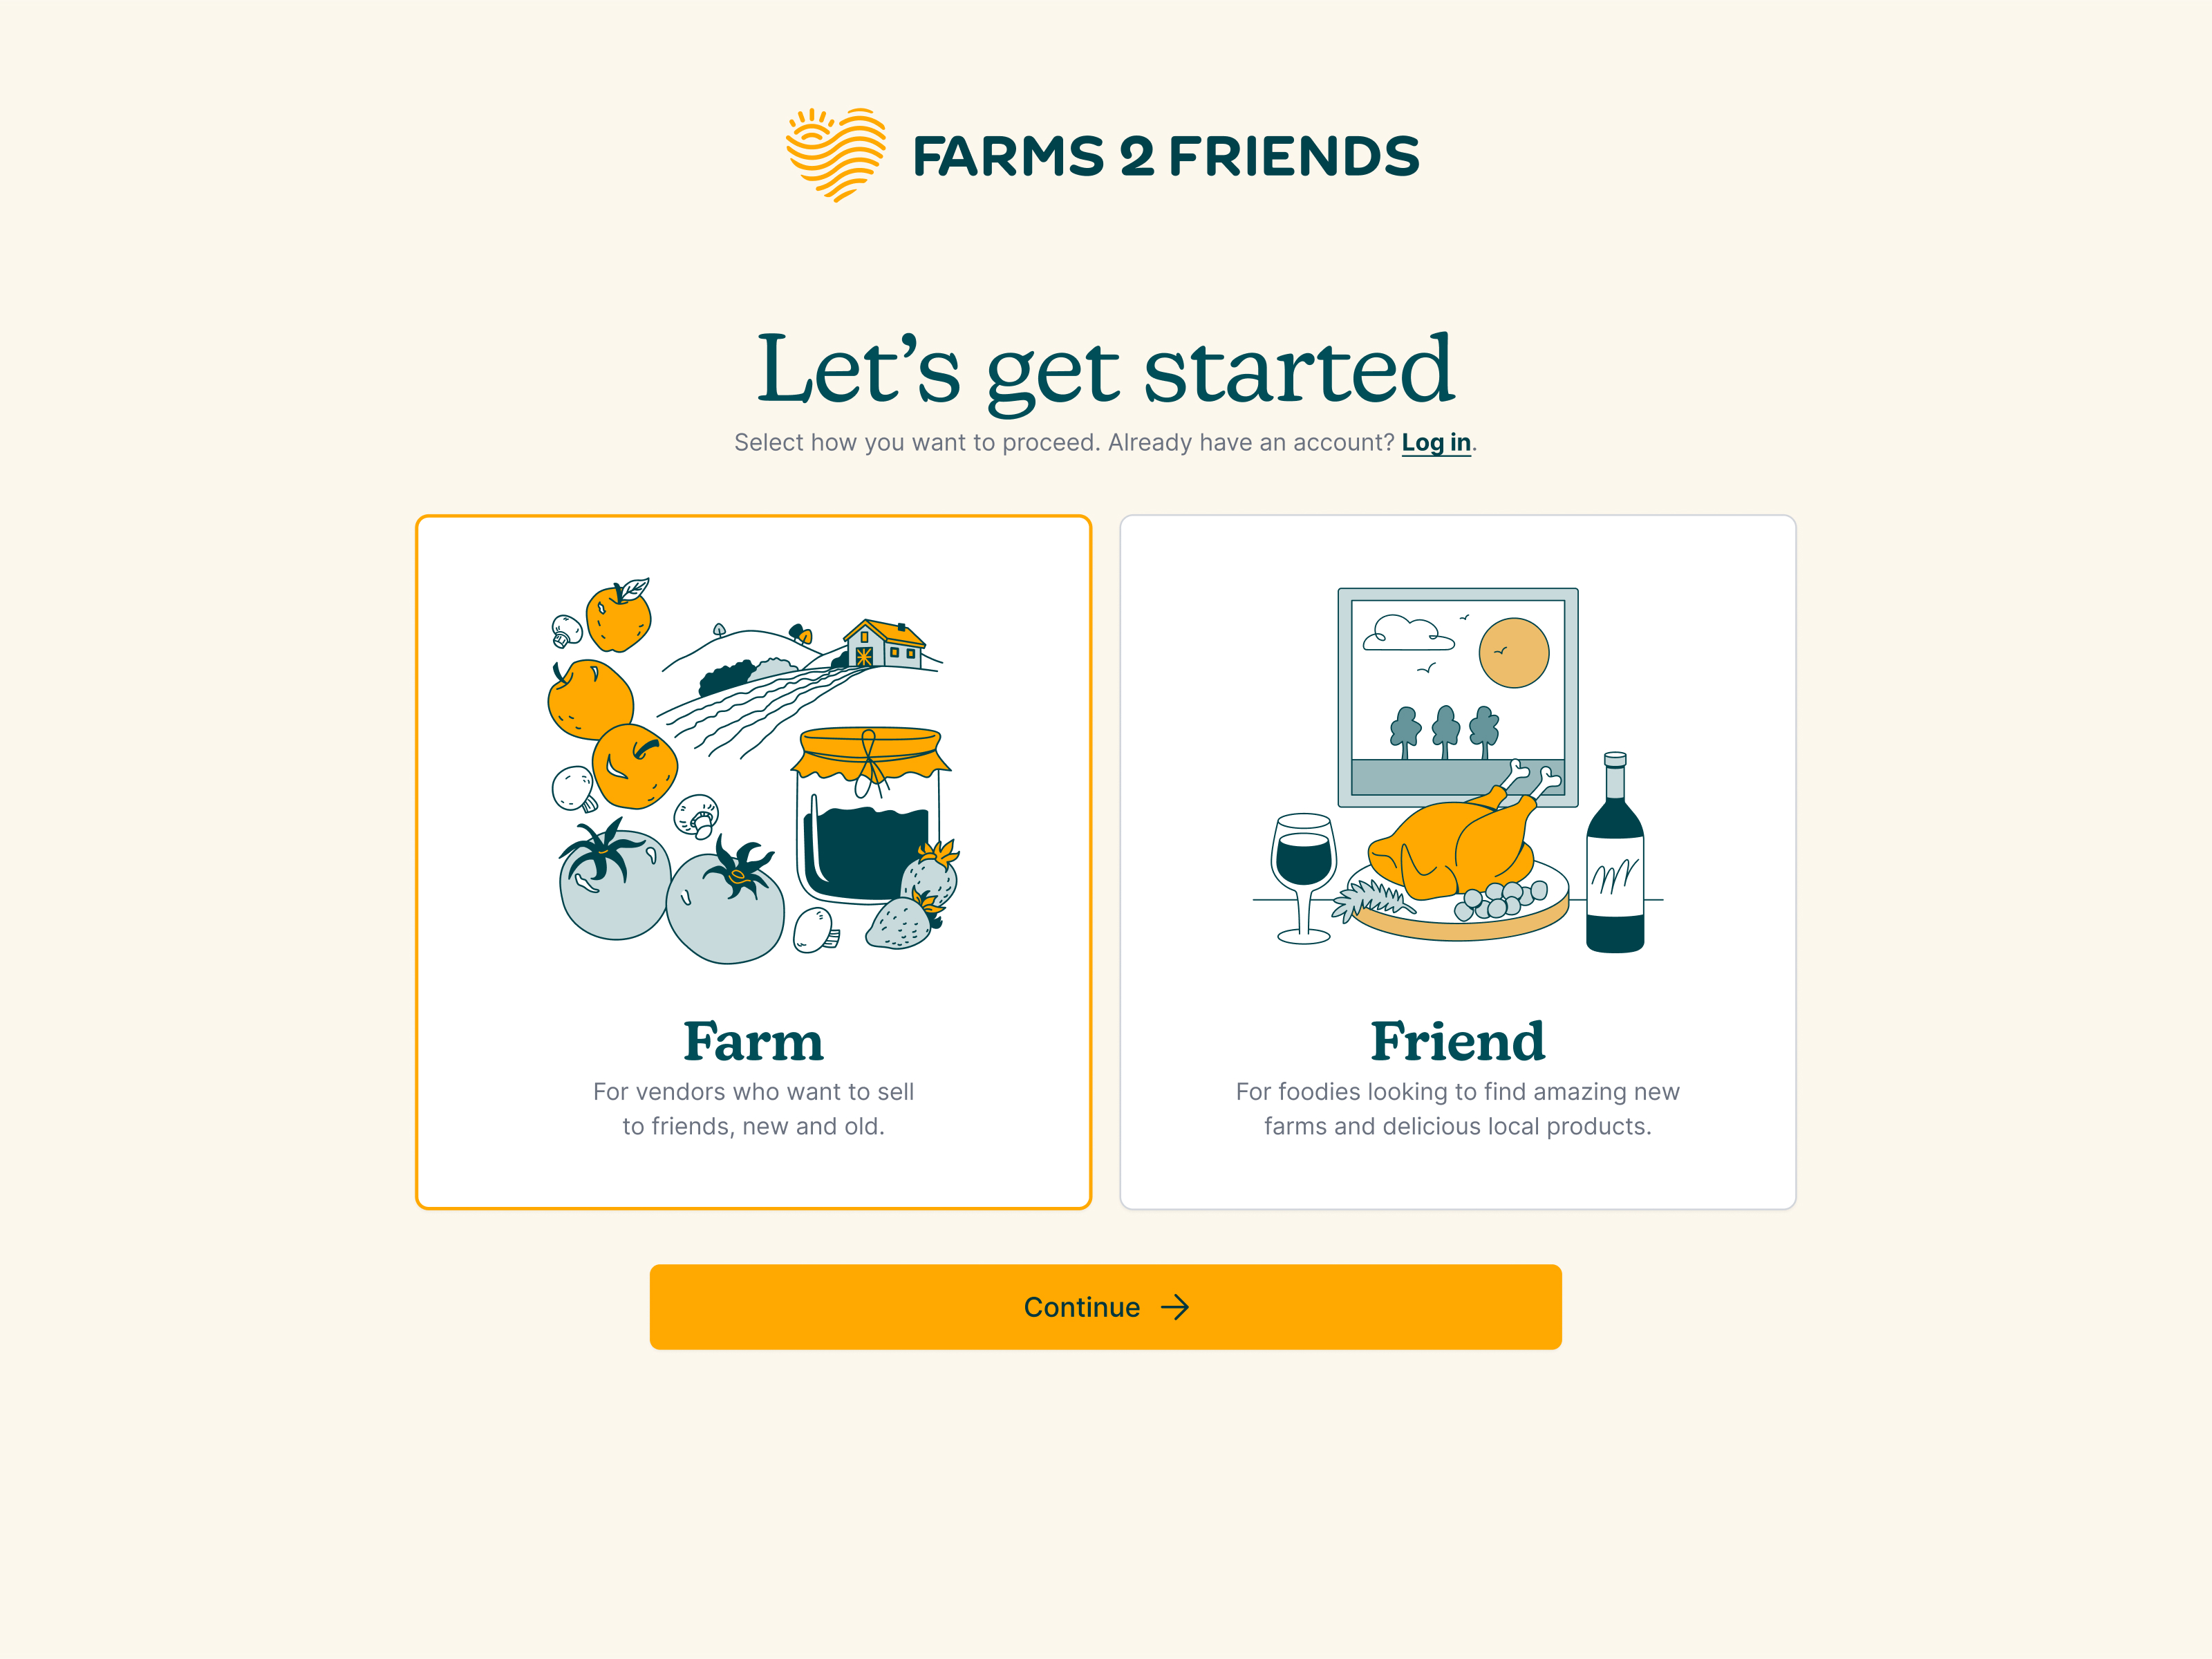 FARMS 2 FRIENDS
Let’s get started
Select how you want to proceed. Already have an account? Log in.
Farm
For vendors who want to sell
to friends, new and old.
Friend
For foodies looking to find amazing new
farms and delicious local products.
Continue